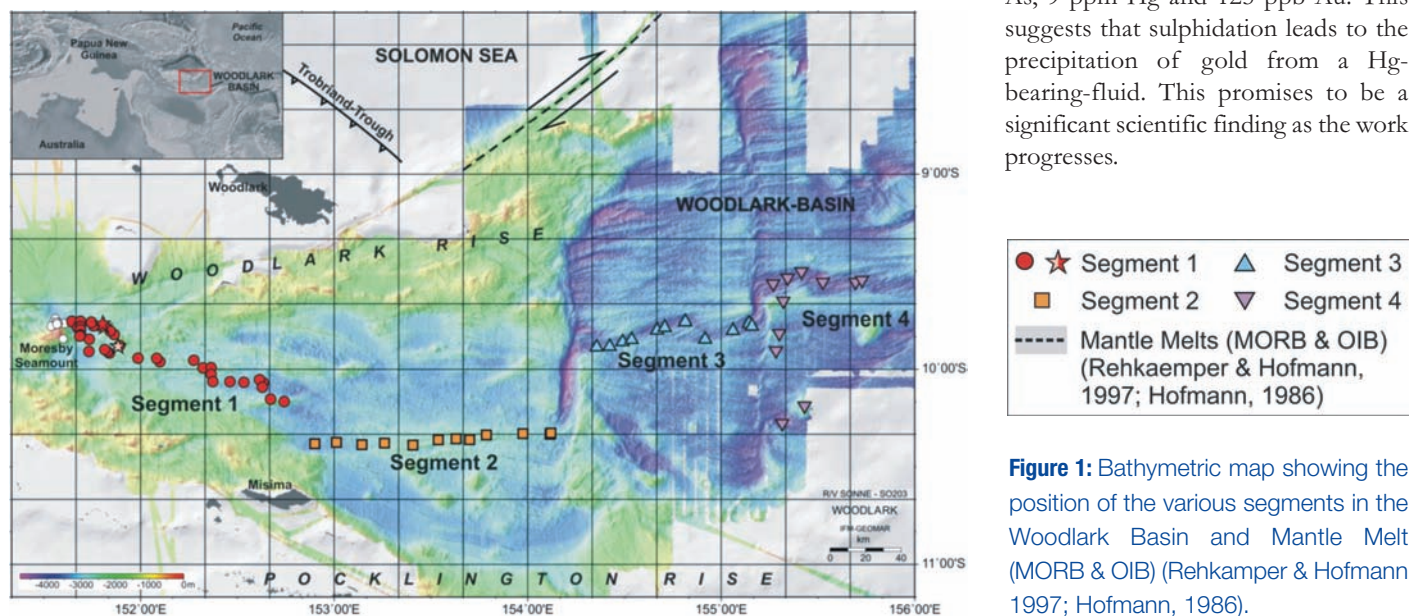 As, 9 ppm Hg and 125 ppb Au. This
suggests that sulphidation leads to the
precipitation of gold from a Hg-
bearing-fluid. This promises to be a
significant scientific finding as the work
progresses.
Pacific
Ocean
Papua New
Guinea
WOODLARK
BASIN
Australia
SOLOMON SEA
Trobriand-Trough
Woodlark
9°00'S
WOODLARK-BASIN
WOODLARK RISE
Moresby
Seamount
Segment 1
Segment 2
Segment 3
Segment 4
10°00'S
Misima
R/V SONNE - SO203
WOODLARK
IFM-GEOMAR
km
0 20 40
11°00'S
-4000 -3000 -2000 -1000 0m
POCKLINGTON RISE
152°00'E 153°00'E 154°00'E 155°00'E 156°00'E
Segment 1 Segment 3
Segment 2 Segment 4
Mantle Melts (MORB & OIB)
(Rehkaemper & Hofmann,
1997; Hofmann, 1986)
Figure 1: Bathymetric map showing the
position of the various segments in the
Woodlark Basin and Mantle Melt
(MORB & OIB) (Rehkamper & Hofmann
1997; Hofmann, 1986).